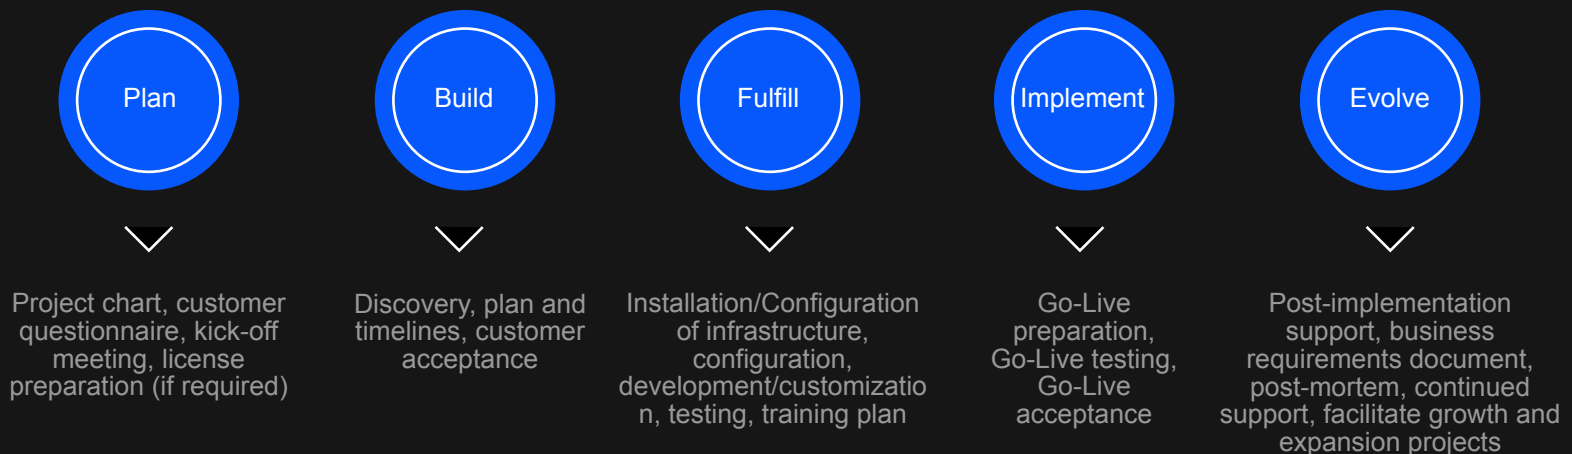 Plan
Build
Fulfill
Implement
Evolve
Project chart, customer
questionnaire, kick-off
meeting, license
preparation (if required)
Discovery, plan and
timelines, customer
acceptance
Installation/Configuration
of infrastructure,
configuration,
development/customizatio
n, testing, training plan
Go-Live
preparation,
Go-Live testing,
Go-Live
acceptance
Post-implementation
support, business
requirements document,
post-mortem, continued
support, facilitate growth and
expansion projects